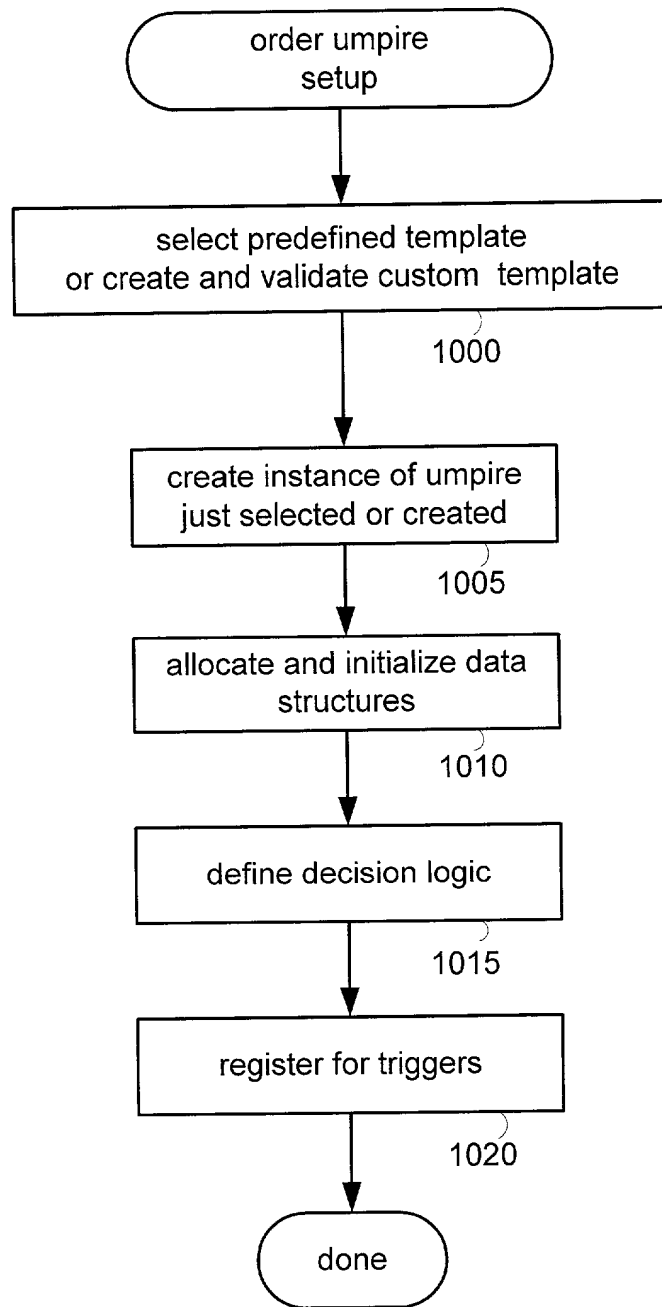 order umpire
setup
select predefined template
or create and validate custom template
1000
create instance of umpire
just selected or created
1005
allocate and initialize data
structures
1010
define decision logic
1015
register for triggers
1020
done